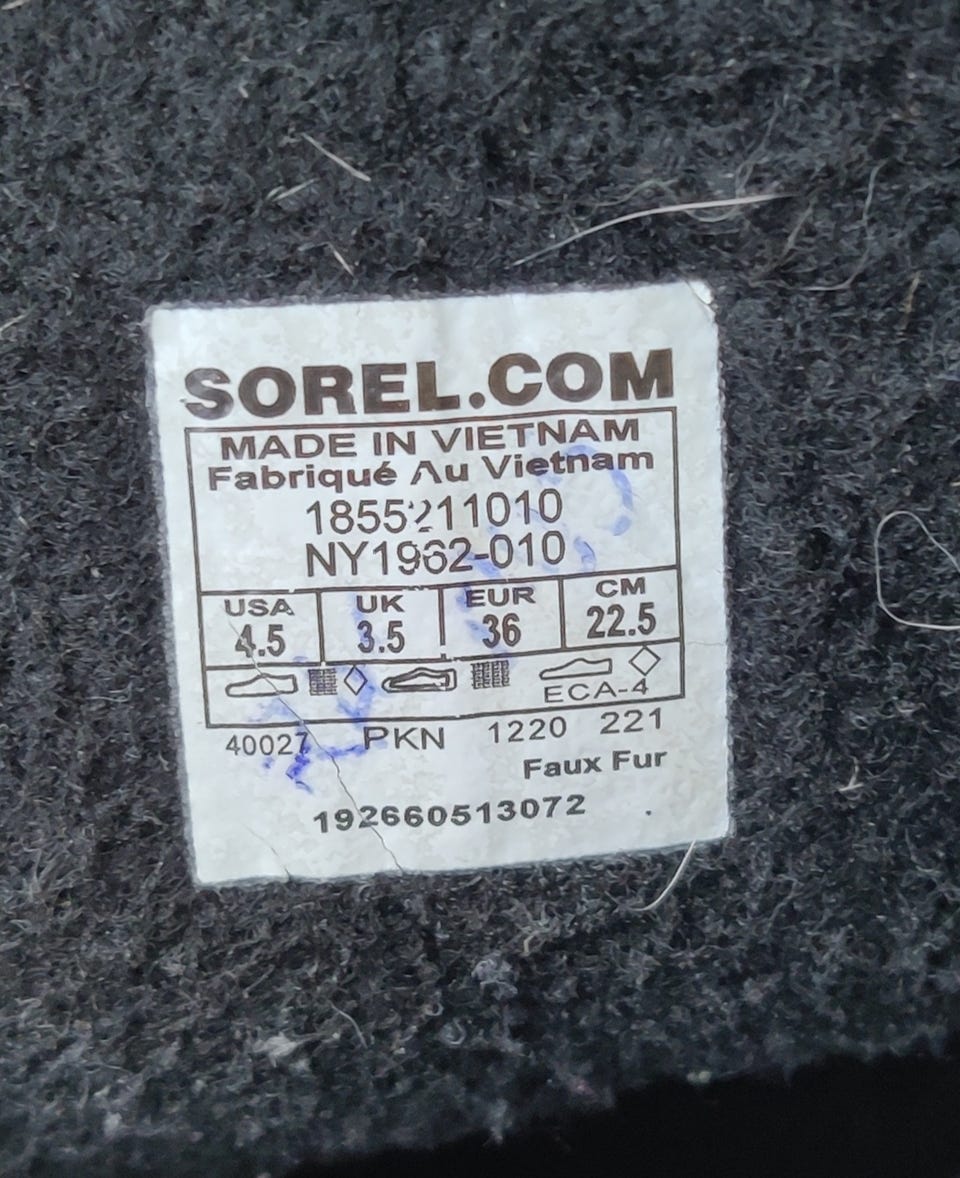 SOREL.COM
MADE IN VIETNAM
Fabriqué Au Vietnam
1855211010
NY1962-010
USA UK EUR CM
4.5 3.5 36 22.5
ECA-4
40027 PKN 1220 221
Faux Fur
192660513072